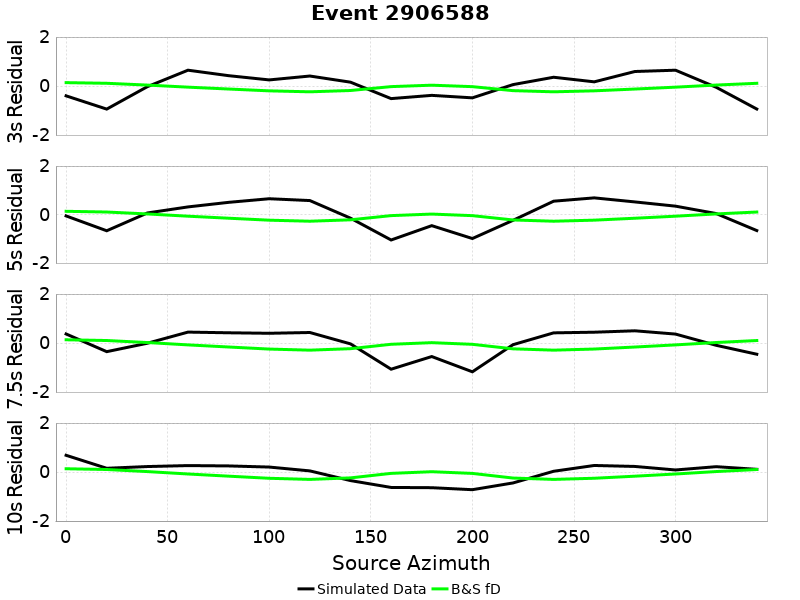 Event 2906588
3s Residual
2
0
-2
5s Residual
2
0
-2
7.5s Residual
2
0
-2
10s Residual
2
0
-2
0 50 100 150 200 250 300
Source Azimuth
Simulated Data B&S fD